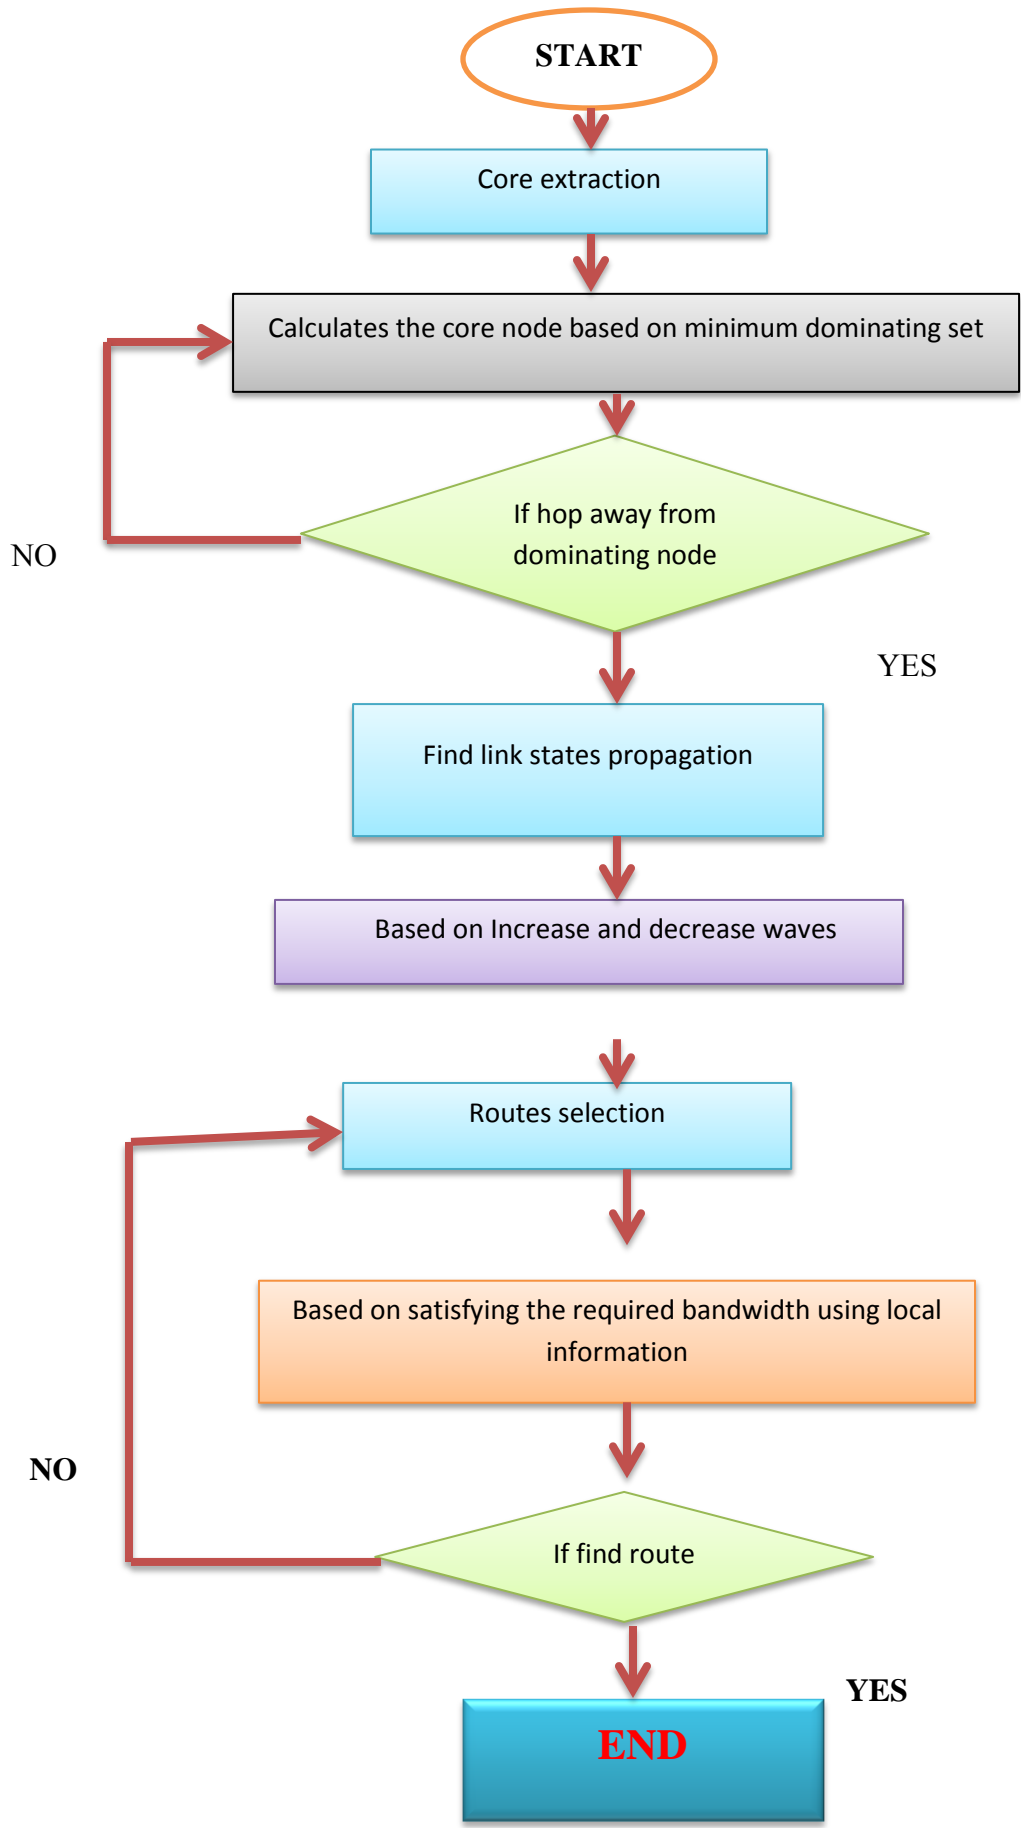 START
Core extraction
Calculates the core node based on minimum dominating set
If hop away from
dominating node
NO
YES
Find link states propagation
Based on Increase and decrease waves
Routes selection
Based on satisfying the required bandwidth using local
information
NO
If find route
YES
END